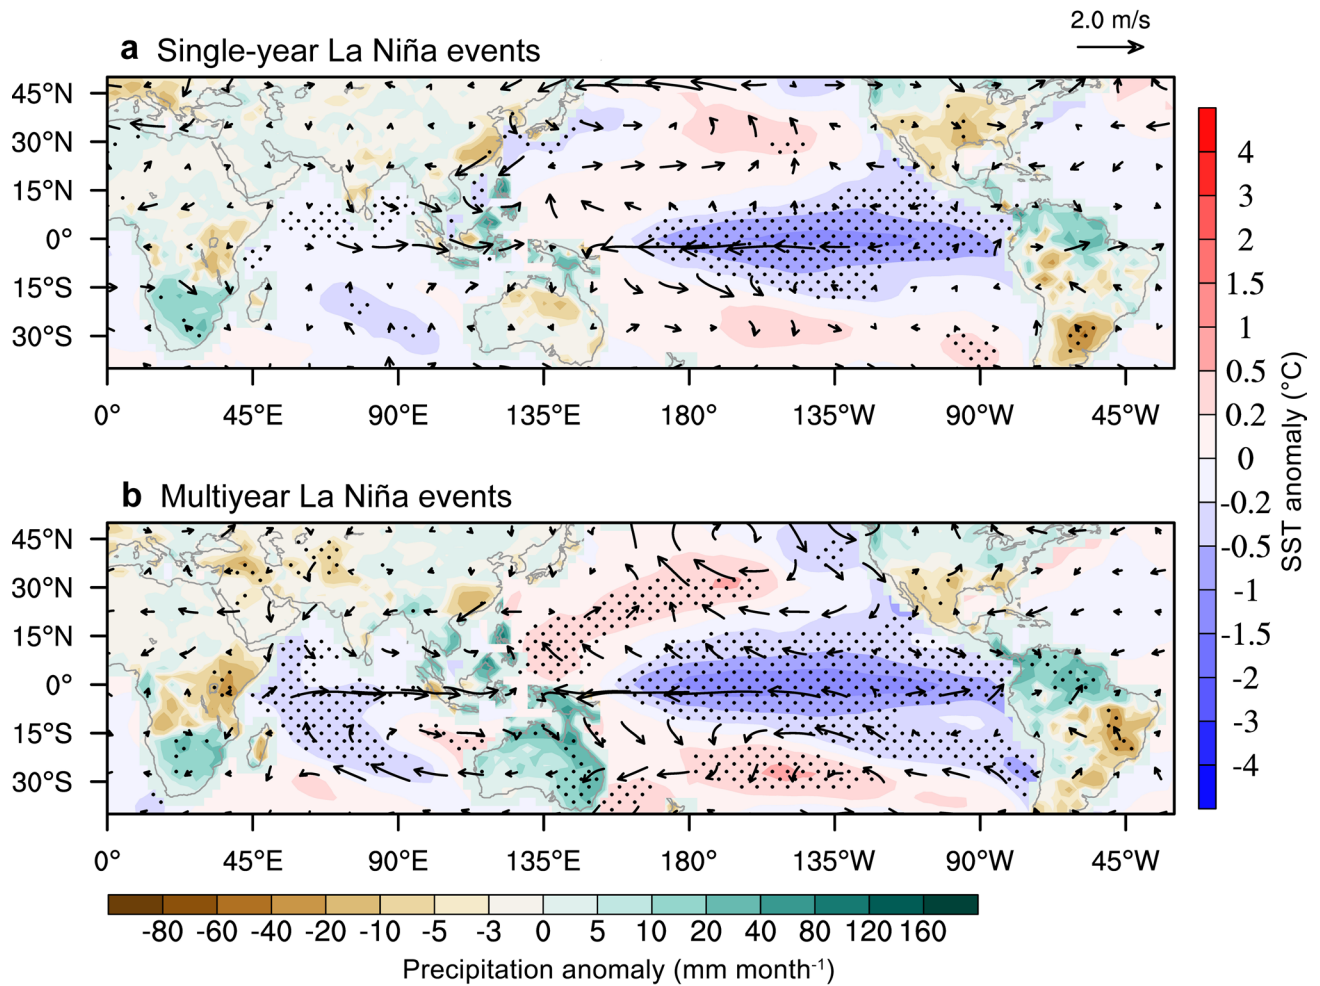 2.0 m/s
a Single-year La Niña events
45°N
30°N
15°N
0°
15°S
30°S
0° 45°E 90°E 135°E 180° 135°W 90°W 45°W
b Multiyear La Niña events
45°N
30°N
15°N
0°
15°S
30°S
0° 45°E 90°E 135°E 180° 135°W 90°W 45°W
4
3
2
1.5
1
0.5
0.2
0
-0.2
-0.5
-1
-1.5
-2
-3
-4
SST anomaly (°C)
-80 -60 -40 -20 -10 -5 -3 0 5 10 20 40 80 120 160
Precipitation anomaly (mm month⁻¹)